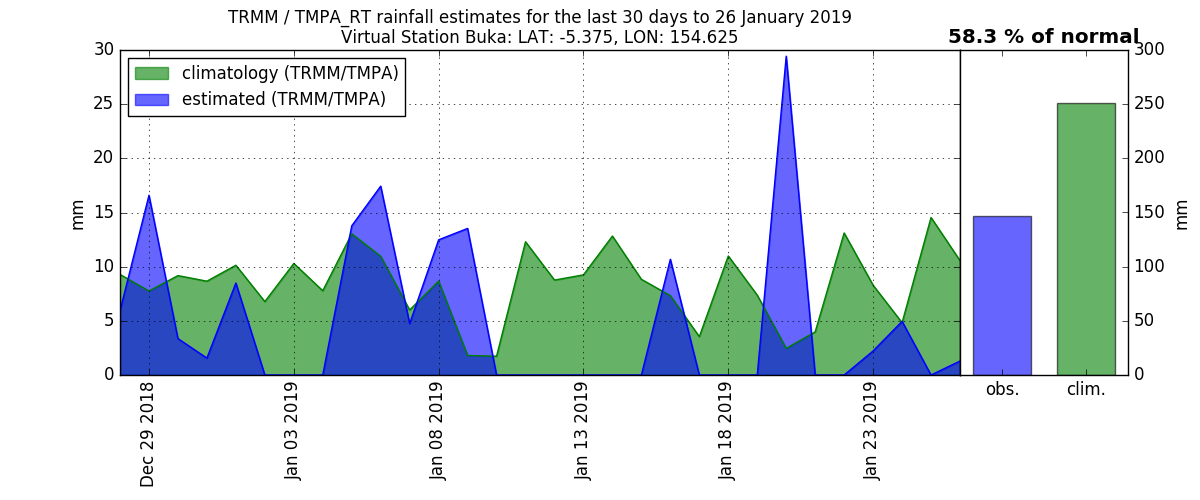 TRMM / TMPA_RT rainfall estimates for the last 30 days to 26 January 2019
Virtual Station Buka: LAT: -5.375, LON: 154.625
58.3 % of normal
climatology (TRMM/TMPA)
estimated (TRMM/TMPA)
30
25
20
15
10
5
0
mm
Dec 29 2018
Jan 03 2019
Jan 08 2019
Jan 13 2019
Jan 18 2019
Jan 23 2019
obs.
clim.
300
250
200
150
100
50
0
mm